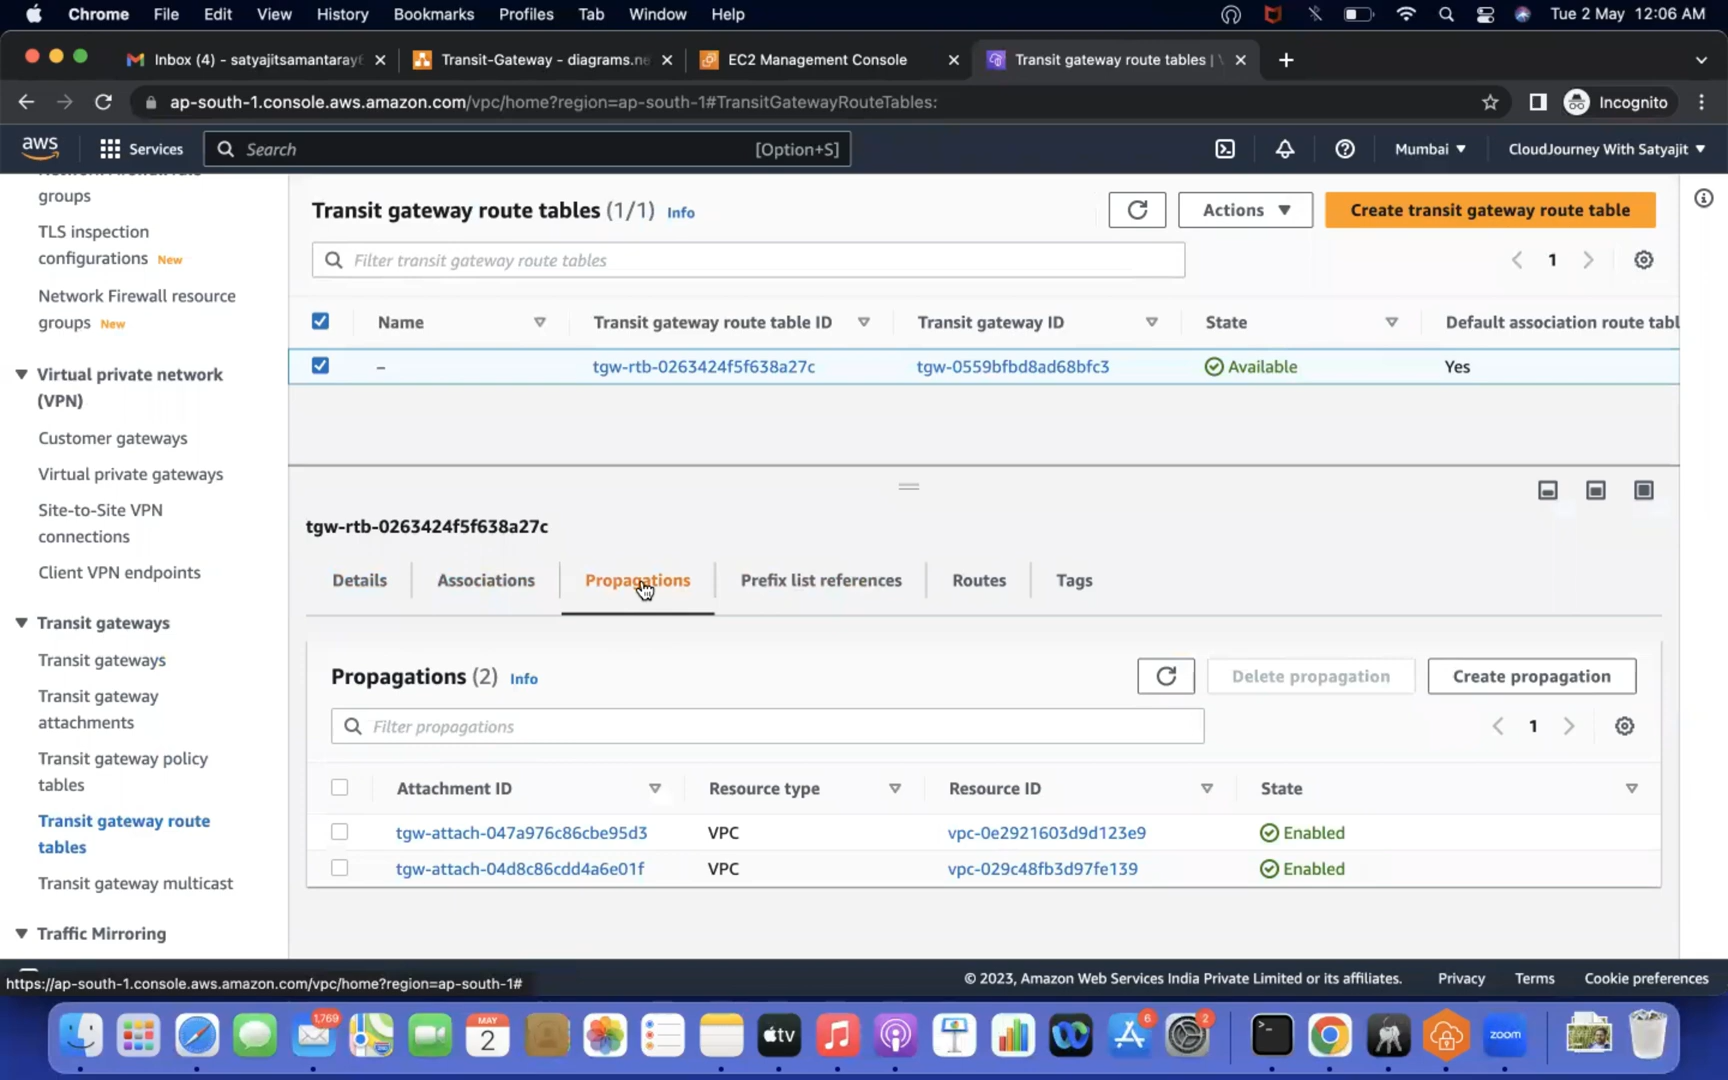 Chrome File Edit View History Bookmarks Profiles Tab Window Help Tue 2 May 12:06 AM
Inbox (4) - satyajitsamantaray Transit-Gateway - diagrams.ne EC2 Management Console Transit gateway route tables |
ap-south-1.console.aws.amazon.com/vpc/home?region=ap-south-1#TransitGatewayRouteTables: Incognito
aws Services Search [Option+S] Mumbai CloudJourney With Satyajit
groups
TLS inspection
configurations New
Network Firewall resource
groups New
Virtual private network
(VPN)
Customer gateways
Virtual private gateways
Site-to-Site VPN
connections
Client VPN endpoints
Transit gateways
Transit gateways
Transit gateway
attachments
Transit gateway policy
tables
Transit gateway route
tables
Transit gateway multicast
Traffic Mirroring
Transit gateway route tables (1/1) Info Actions Create transit gateway route table
Filter transit gateway route tables 1
Name Transit gateway route table ID Transit gateway ID State Default association route tabl
– tgw-rtb-0263424f5f638a27c tgw-0559bfbd8ad68bfc3 Available Yes
tgw-rtb-0263424f5f638a27c
Details Associations Propagations Prefix list references Routes Tags
Propagations (2) Info Delete propagation Create propagation
Filter propagations 1
Attachment ID Resource type Resource ID State
tgw-attach-047a976c86cbe95d3 VPC vpc-0e2921603d9d123e9 Enabled
tgw-attach-04d8c86cdd4a6e01f VPC vpc-029c48fb3d97fe139 Enabled
https://ap-south-1.console.aws.amazon.com/vpc/home?region=ap-south-1# © 2023, Amazon Web Services India Private Limited or its affiliates. Privacy Terms Cookie preferences
1,769 MAY 2 tv 6 2 zoom